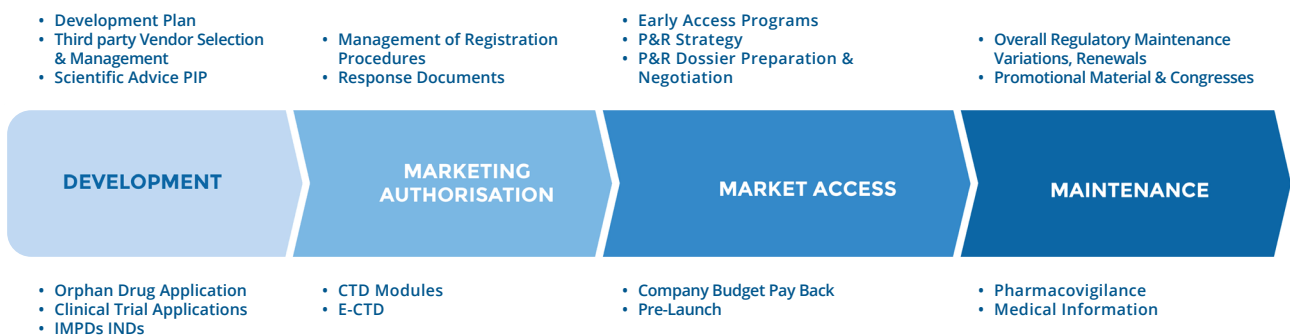 • Development Plan
• Third party Vendor Selection
& Management
• Scientific Advice PIP
• Management of Registration
Procedures
• Response Documents
• Early Access Programs
• P&R Strategy
• P&R Dossier Preparation &
Negotiation
• Overall Regulatory Maintenance
Variations, Renewals
• Promotional Material & Congresses
DEVELOPMENT
MARKETING
AUTHORISATION
MARKET ACCESS
MAINTENANCE
• Orphan Drug Application
• Clinical Trial Applications
• IMPDs INDs
• CTD Modules
• E-CTD
• Company Budget Pay Back
• Pre-Launch
• Pharmacovigilance
• Medical Information